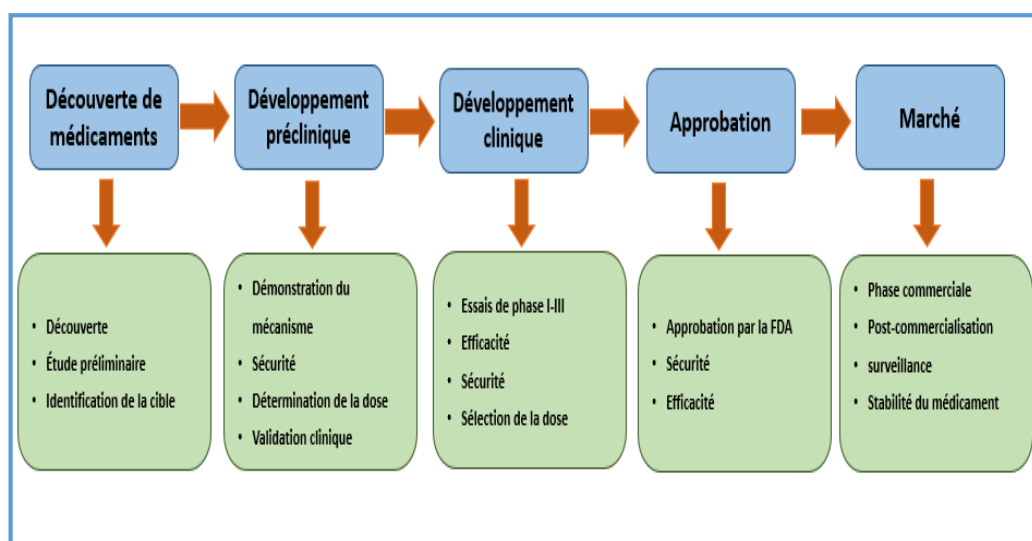 Découverte de
médicaments
Développement
préclinique
Développement
clinique
Approbation
Marché
• Découverte
• Étude préliminaire
• Identification de la cible
• Démonstration du
mécanisme
• Sécurité
• Détermination de la dose
• Validation clinique
• Essais de phase I-III
• Efficacité
• Sécurité
• Sélection de la dose
• Approbation par la FDA
• Sécurité
• Efficacité
• Phase commerciale
• Post-commercialisation
• surveillance
• Stabilité du médicament